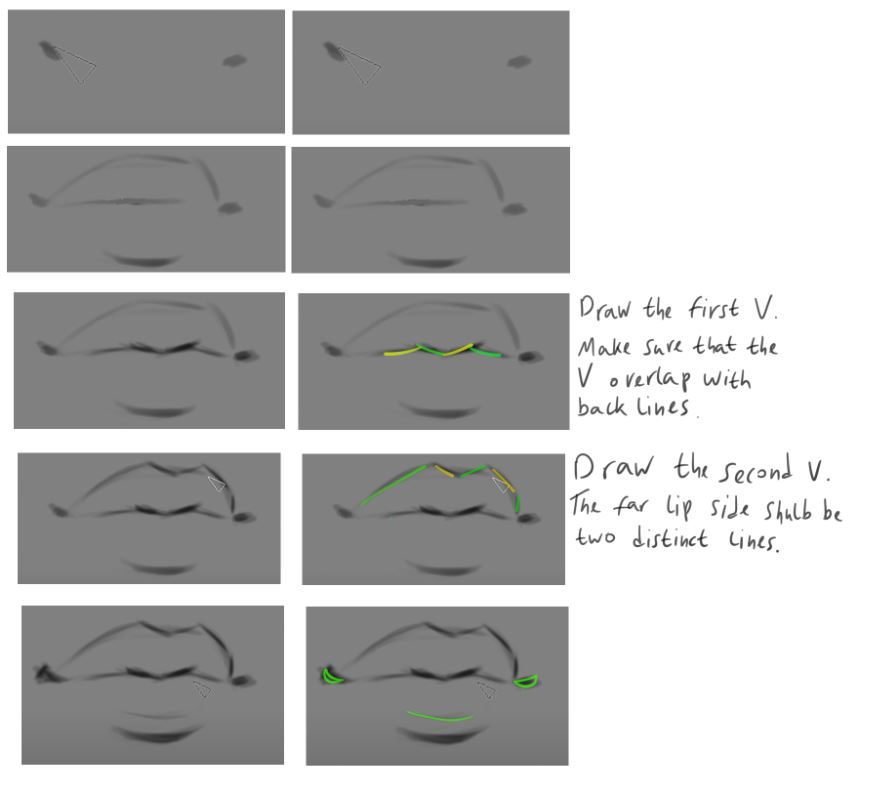 Draw the first V.
Make sure that the
V overlap with
back lines.
Draw the second V.
The far lip side shulb be
two distinct lines.